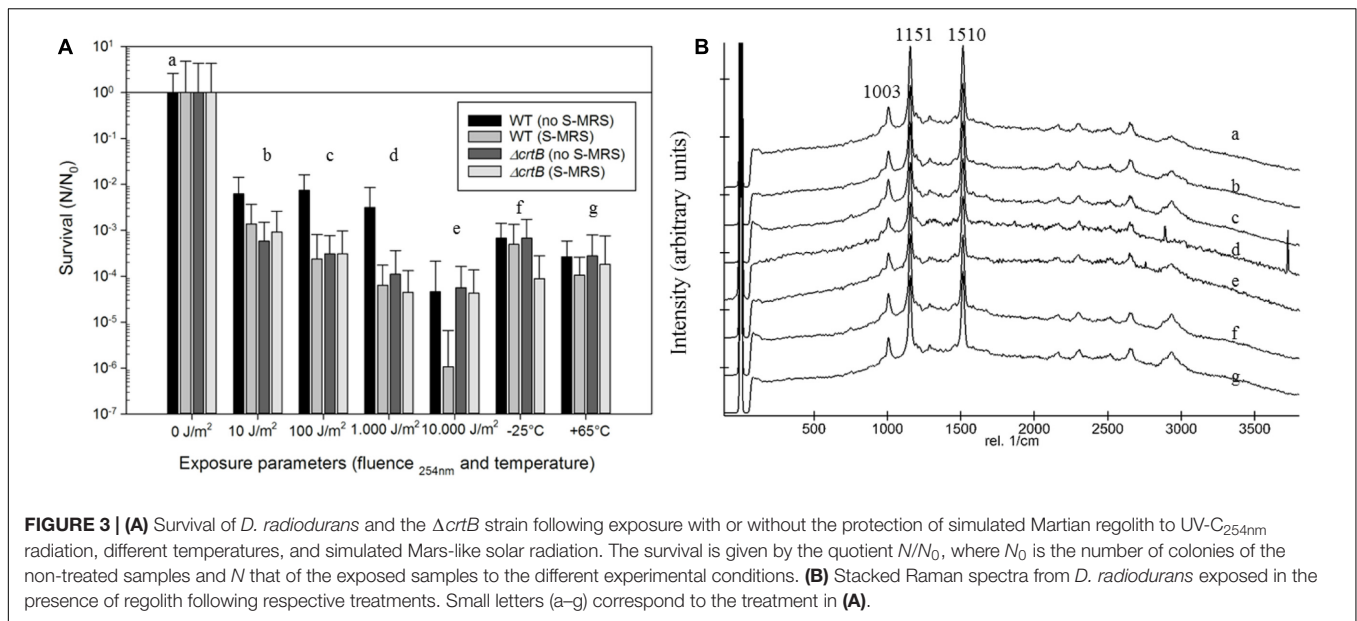 A
B
10¹
10⁰
10⁻¹
10⁻²
10⁻³
10⁻⁴
10⁻⁵
10⁻⁶
10⁻⁷
Survival (N/N₀)
a
b
c
d
e
f
g
WT (no S-MRS)
WT (S-MRS)
ΔcrtB (no S-MRS)
ΔcrtB (S-MRS)
0 J/m² 10 J/m² 100 J/m² 1.000 J/m² 10.000 J/m² -25°C +65°C
Exposure parameters (fluence ₂₅₄ₙₘ and temperature)
1151 1510
1003
Intensity (arbitrary units)
a
b
c
d
e
f
g
500 1000 1500 2000 2500 3000 3500
rel. 1/cm
FIGURE 3 | (A) Survival of D. radiodurans and the ΔcrtB strain following exposure with or without the protection of simulated Martian regolith to UV-C₂₅₄ₙₘ
radiation, different temperatures, and simulated Mars-like solar radiation. The survival is given by the quotient N/N₀, where N₀ is the number of colonies of the
non-treated samples and N that of the exposed samples to the different experimental conditions. (B) Stacked Raman spectra from D. radiodurans exposed in the
presence of regolith following respective treatments. Small letters (a–g) correspond to the treatment in (A).